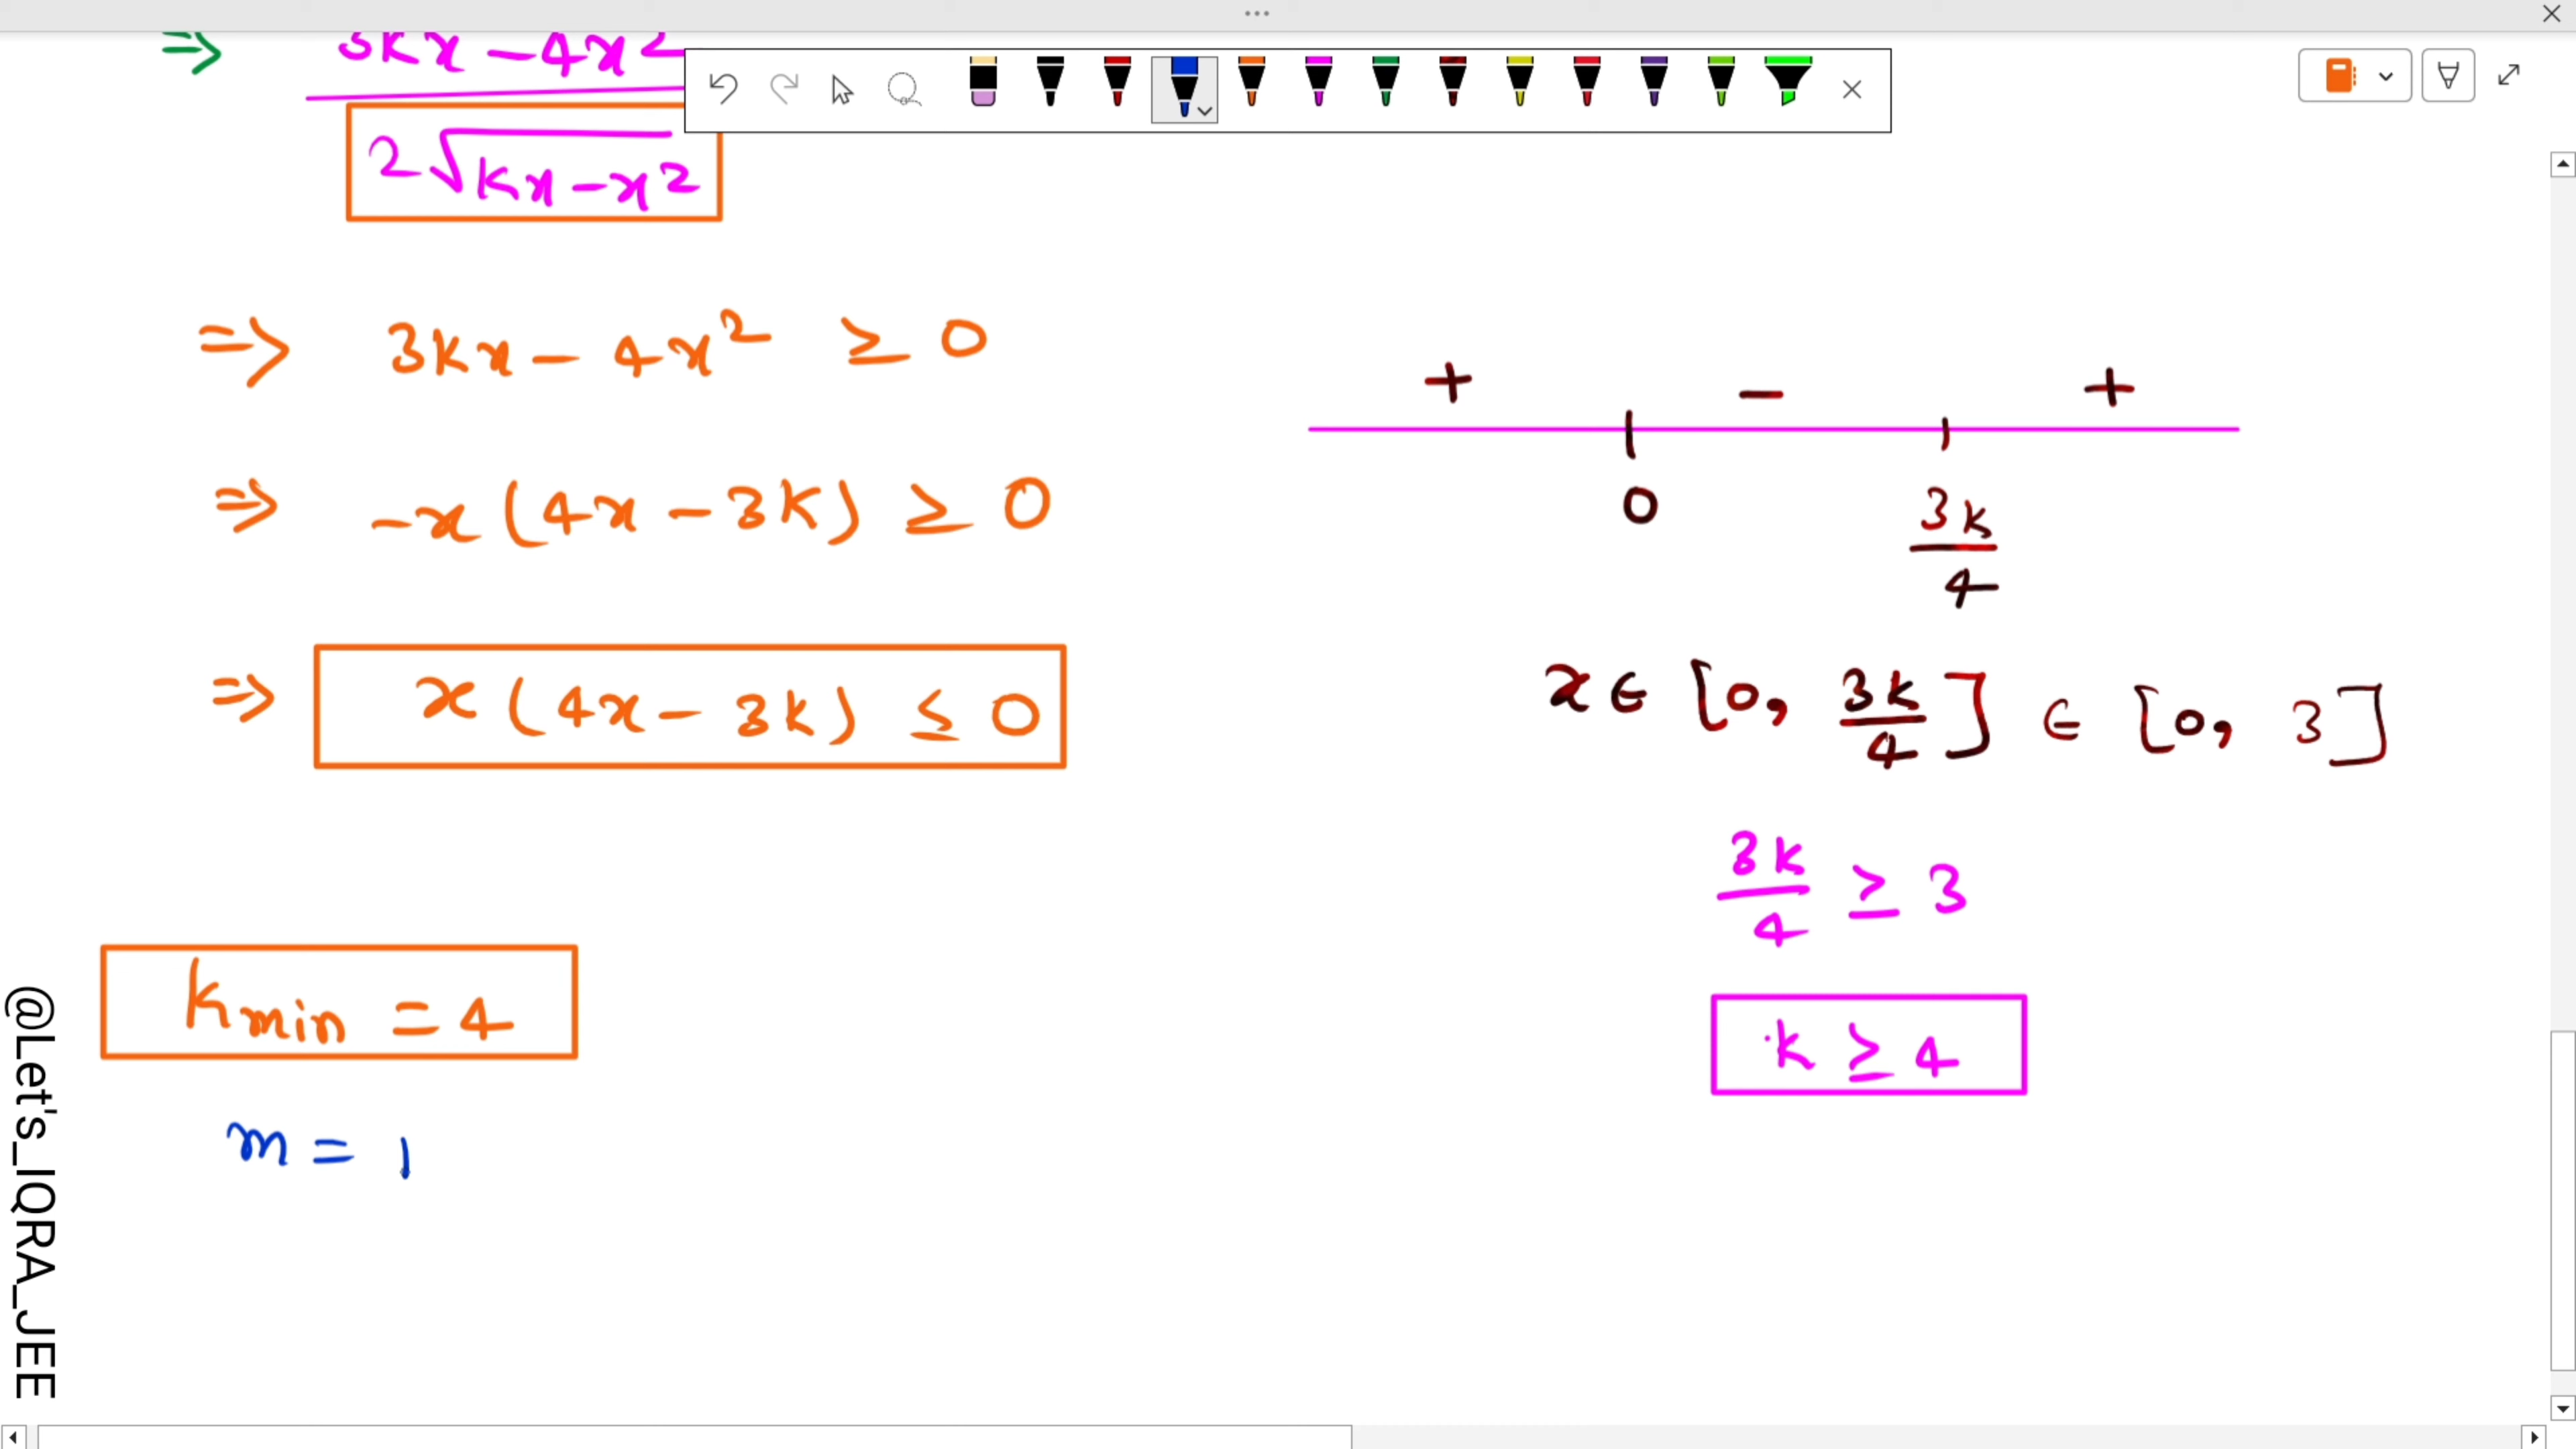 ⇒ 3kx - 4x²
2√kx-x²
⇒ 3kx - 4x² ≥ 0
⇒ -x(4x - 3k) ≥ 0
⇒ x(4x - 3k) ≤ 0
kmin = 4
m = 1
+ - +
0 3k/4
x ∈ [0, 3k/4] ∈ [0, 3]
3k/4 ≥ 3
k ≥ 4
@Let's_IQRA_JEE